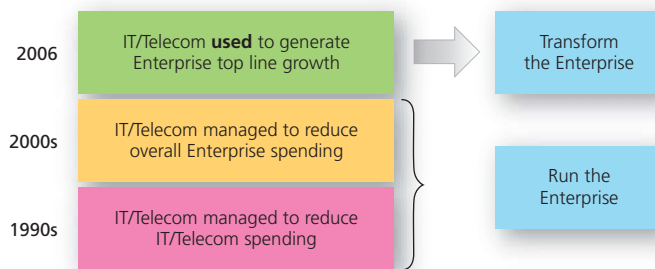 2006
IT/Telecom used to generate
Enterprise top line growth
Transform
the Enterprise
2000s
IT/Telecom managed to reduce
overall Enterprise spending
Run the
Enterprise
1990s
IT/Telecom managed to reduce
IT/Telecom spending